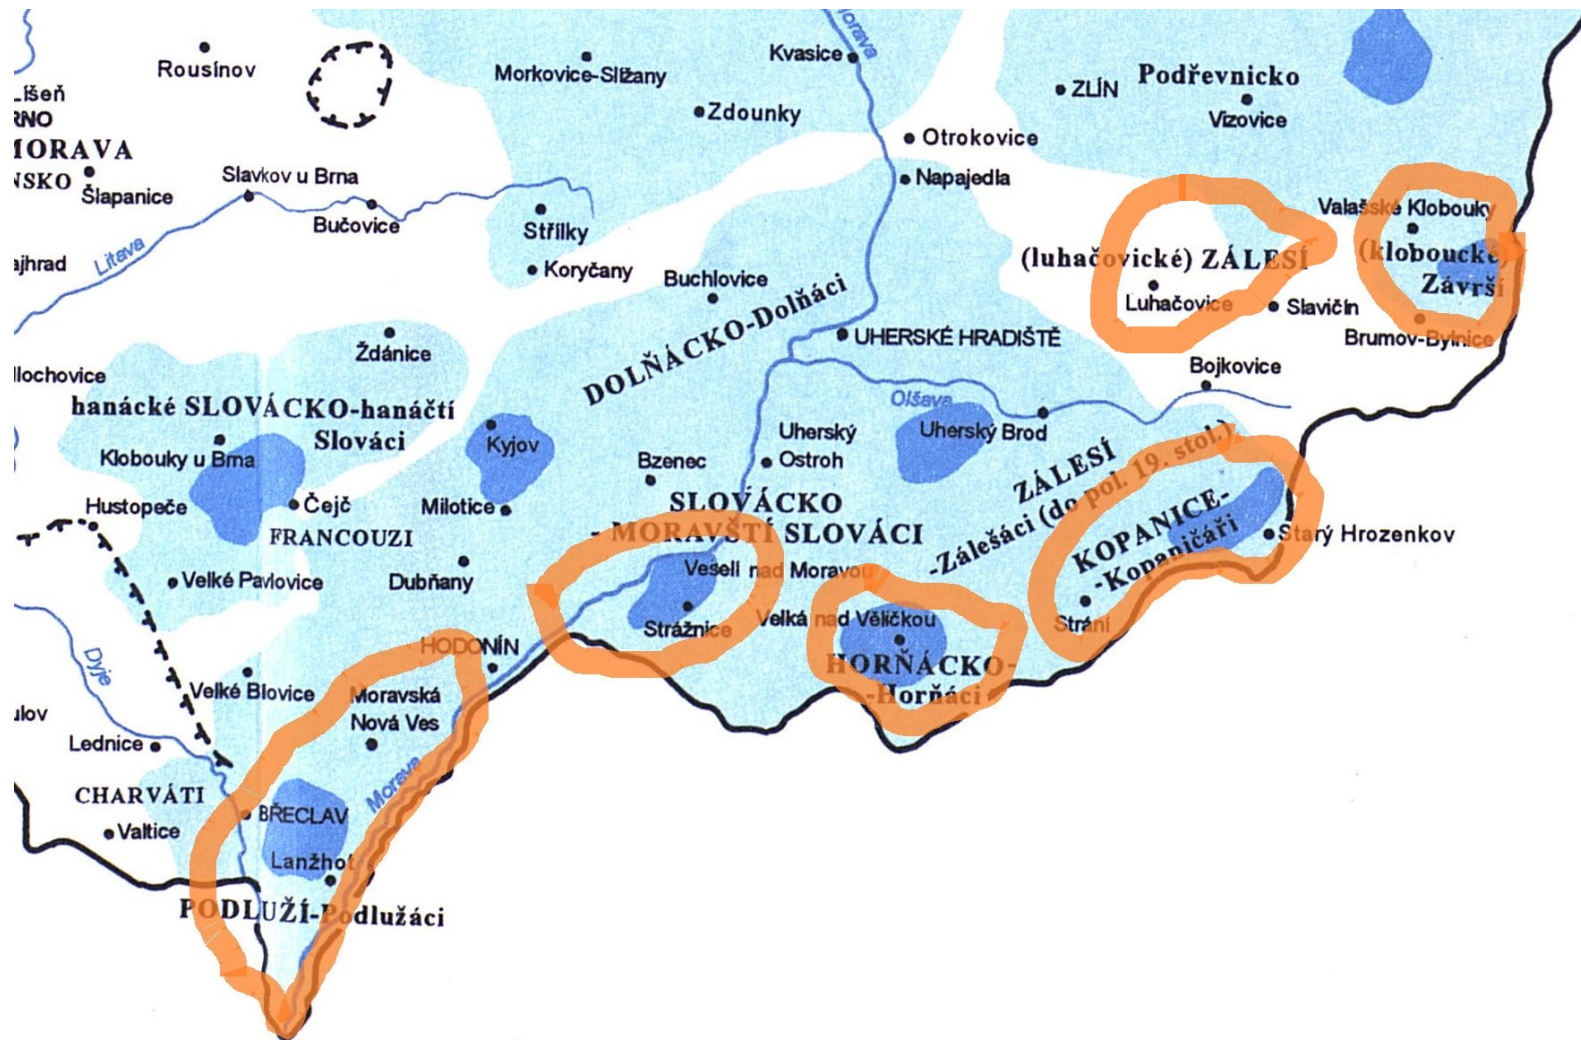 Morava
Kvasice
Rousínov
Morkovice-Slížany
Podřevnicko
ZLÍN
Vizovice
Zdounky
Líšeň
RNO
MORAVA
NSKO
Šlapanice
Otrokovice
Slavkov u Brna
Napajedla
Bučovice
Střílky
Valašské Klobouky
Litava
ajhrad
Koryčany
Buchlovice
(luhačovické) ZÁLESÍ
(kloboucké)
Závrší
Luhačovice
Slavičín
Brumov-Bylnice
UHERSKÉ HRADIŠTĚ
DOLŇÁCKO-Dolňáci
Ždánice
Bojkovice
llochovice
Olšava
hanácké SLOVÁCKO-hanáčtí
Slováci
Kyjov
Uherský
Ostroh
Uherský Brod
Klobouky u Brna
Bzenec
ZÁLESÍ
-Zálešáci (do pol. 19. stol.)
Hustopeče
Čejč
Milotice
SLOVÁCKO
- MORAVŠTÍ SLOVÁCI
KOPANICE-
-Kopaničáři
FRANCOUZI
Starý Hrozenkov
Velké Pavlovice
Dubňany
Veselí nad Moravou
Strážnice
Velká nad Věličkou
Strání
HODONÍN
HORŇÁCKO-
-Horňáci
Dyje
Velké Blovice
Moravská
Nová Ves
ulov
Lednice
Morava
CHARVÁTI
BŘECLAV
Valtice
Lanžhot
PODLUŽÍ-Podlužáci